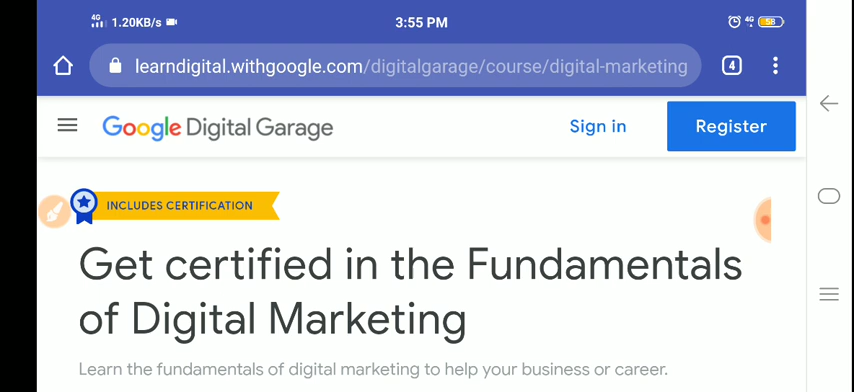 4G 1.20KB/s 3:55 PM 4G 58
learndigital.withgoogle.com/digitalgarage/course/digital-marketing 4
Google Digital Garage Sign in Register
INCLUDES CERTIFICATION
Get certified in the Fundamentals
of Digital Marketing
Learn the fundamentals of digital marketing to help your business or career.